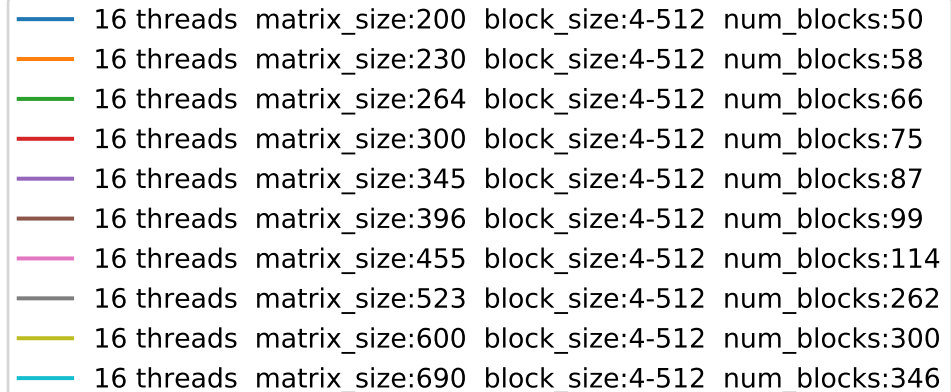 16 threads matrix_size:200 block_size:4-512 num_blocks:50
16 threads matrix_size:230 block_size:4-512 num_blocks:58
16 threads matrix_size:264 block_size:4-512 num_blocks:66
16 threads matrix_size:300 block_size:4-512 num_blocks:75
16 threads matrix_size:345 block_size:4-512 num_blocks:87
16 threads matrix_size:396 block_size:4-512 num_blocks:99
16 threads matrix_size:455 block_size:4-512 num_blocks:114
16 threads matrix_size:523 block_size:4-512 num_blocks:262
16 threads matrix_size:600 block_size:4-512 num_blocks:300
16 threads matrix_size:690 block_size:4-512 num_blocks:346